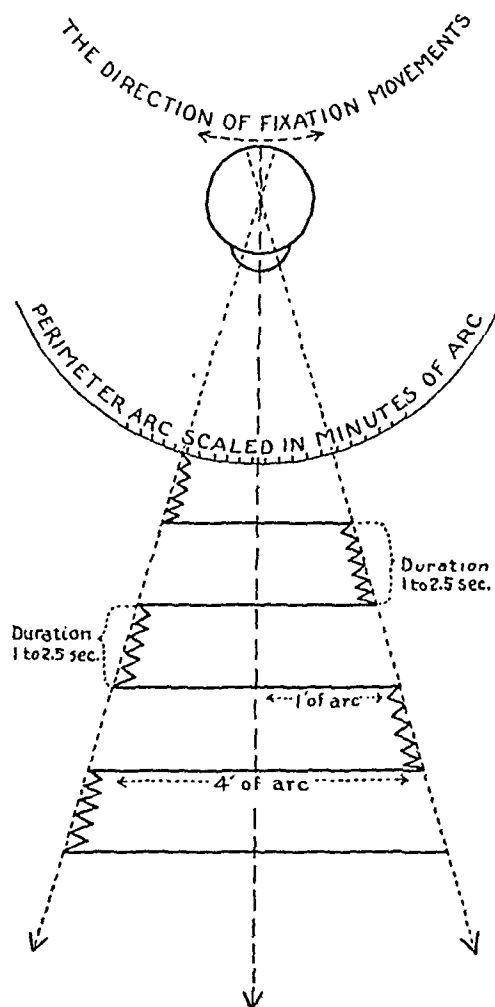 THE DIRECTION OF FIXATION MOVEMENTS
PERIMETER ARC SCALED IN MINUTES OF ARC
Duration
1 to 2.5 sec.
Duration
1 to 2.5 sec.
1' of arc
4' of arc